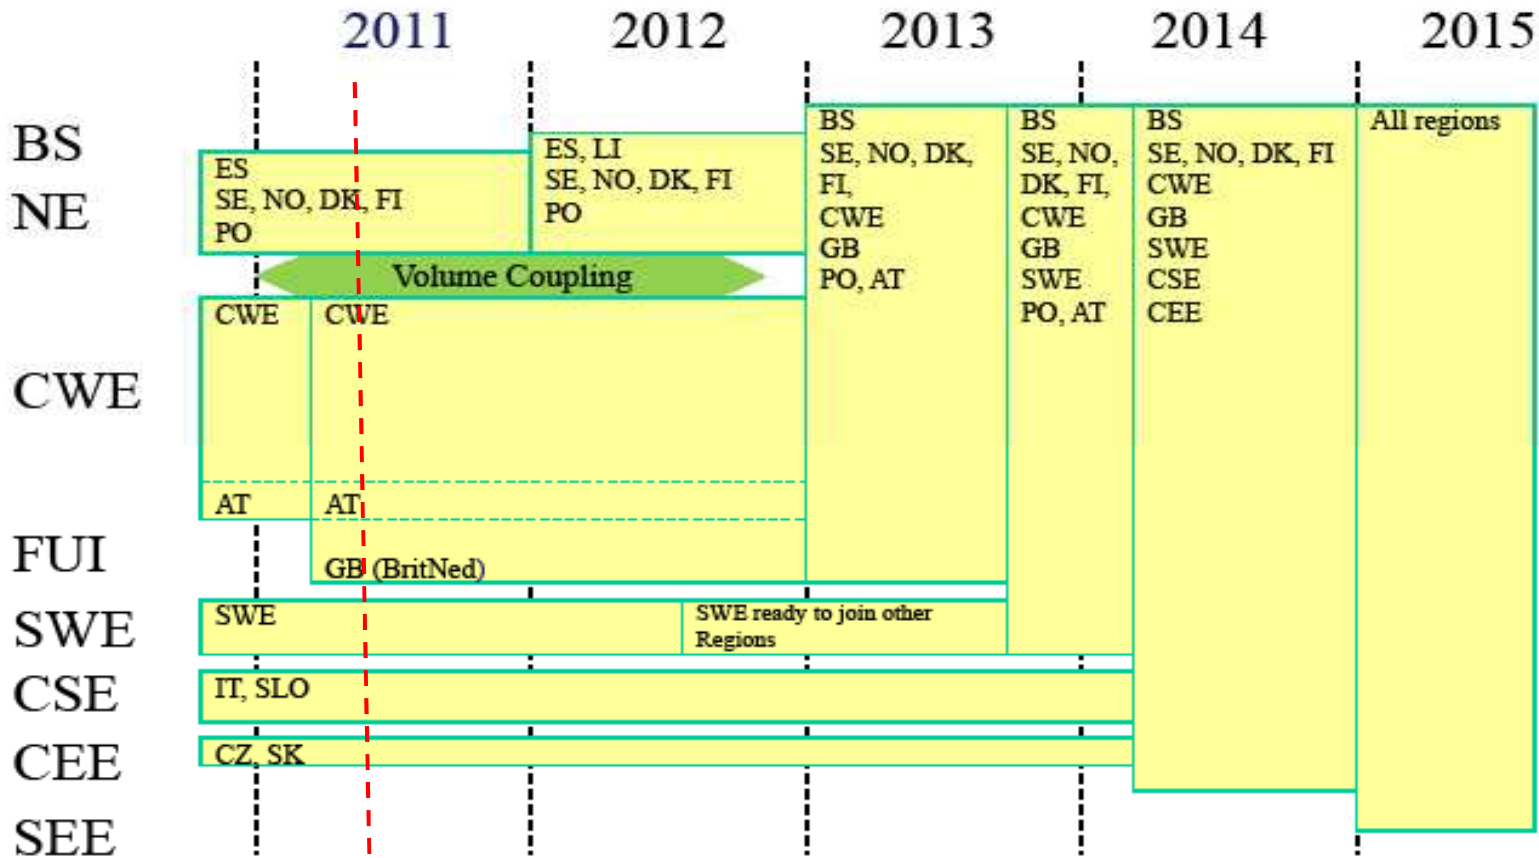 2011 2012 2013 2014 2015
BS
NE
CWE
FUI
SWE
CSE
CEE
SEE
ES
SE, NO, DK, FI
PO
ES, LI
SE, NO, DK, FI
PO
Volume Coupling
CWE
AT
CWE
AT
GB (BritNed)
SWE
SWE ready to join other
Regions
IT, SLO
CZ, SK
BS
SE, NO, DK,
FI,
CWE
GB
PO, AT
BS
SE, NO,
DK, FI,
CWE
GB
SWE
PO, AT
BS
SE, NO, DK, FI
CWE
GB
SWE
CSE
CEE
All regions